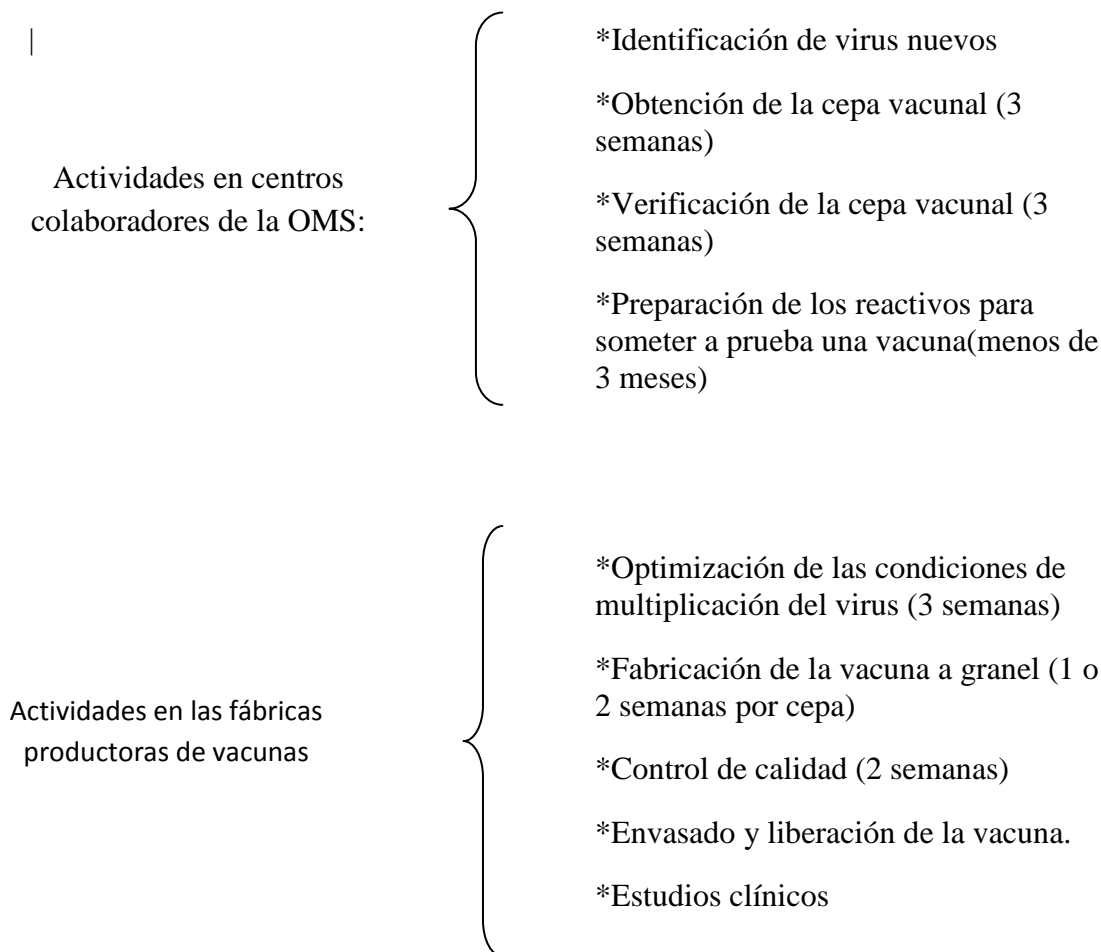 Actividades en centros
colaboradores de la OMS:
*Identificación de virus nuevos
*Obtención de la cepa vacunal (3
semanas)
*Verificación de la cepa vacunal (3
semanas)
*Preparación de los reactivos para
someter a prueba una vacuna(menos de
3 meses)
Actividades en las fábricas
productoras de vacunas
*Optimización de las condiciones de
multiplicación del virus (3 semanas)
*Fabricación de la vacuna a granel (1 o
2 semanas por cepa)
*Control de calidad (2 semanas)
*Envasado y liberación de la vacuna.
*Estudios clínicos